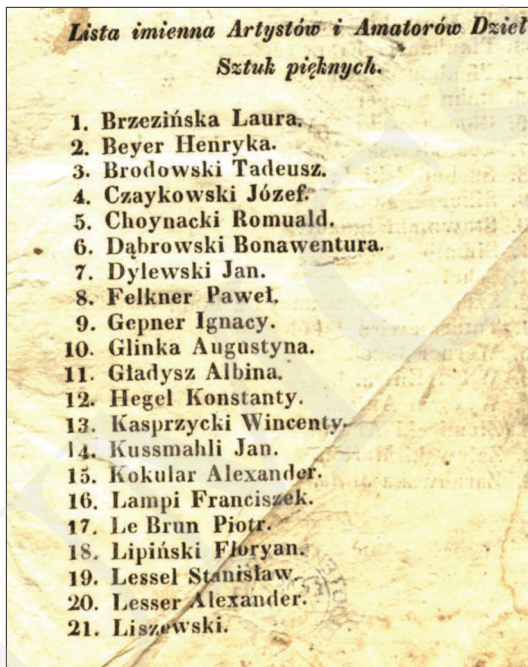 Lista imienna Artystów i Amatorów Dzieł
Sztuk pięknych.
1. Brzezińska Laura.
2. Beyer Henryka.
3. Brodowski Tadeusz.
4. Czaykowski Józef.
5. Choynacki Romuald.
6. Dąbrowski Bonawentura.
7. Dylewski Jan.
8. Felkner Paweł.
9. Gepner Ignacy.
10. Glinka Augustyna.
11. Gładysz Albina.
12. Hegel Konstanty.
13. Kasprzycki Wincenty.
14. Kussmahli Jan.
15. Kokular Alexander.
16. Lampi Franciszek.
17. Le Brun Piotr.
18. Lipiński Floryan.
19. Lessel Stanisław.
20. Lesser Alexander.
21. Liszewski.